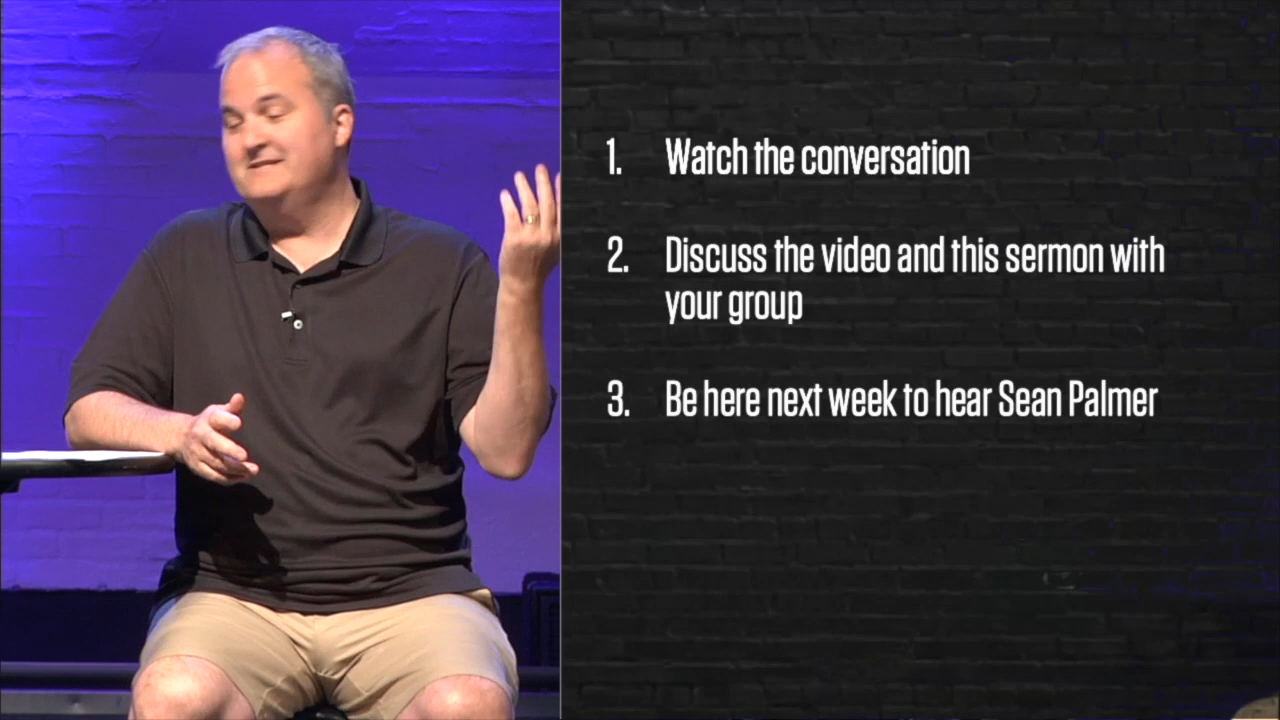 1. Watch the conversation
2. Discuss the video and this sermon with
your group
3. Be here next week to hear Sean Palmer